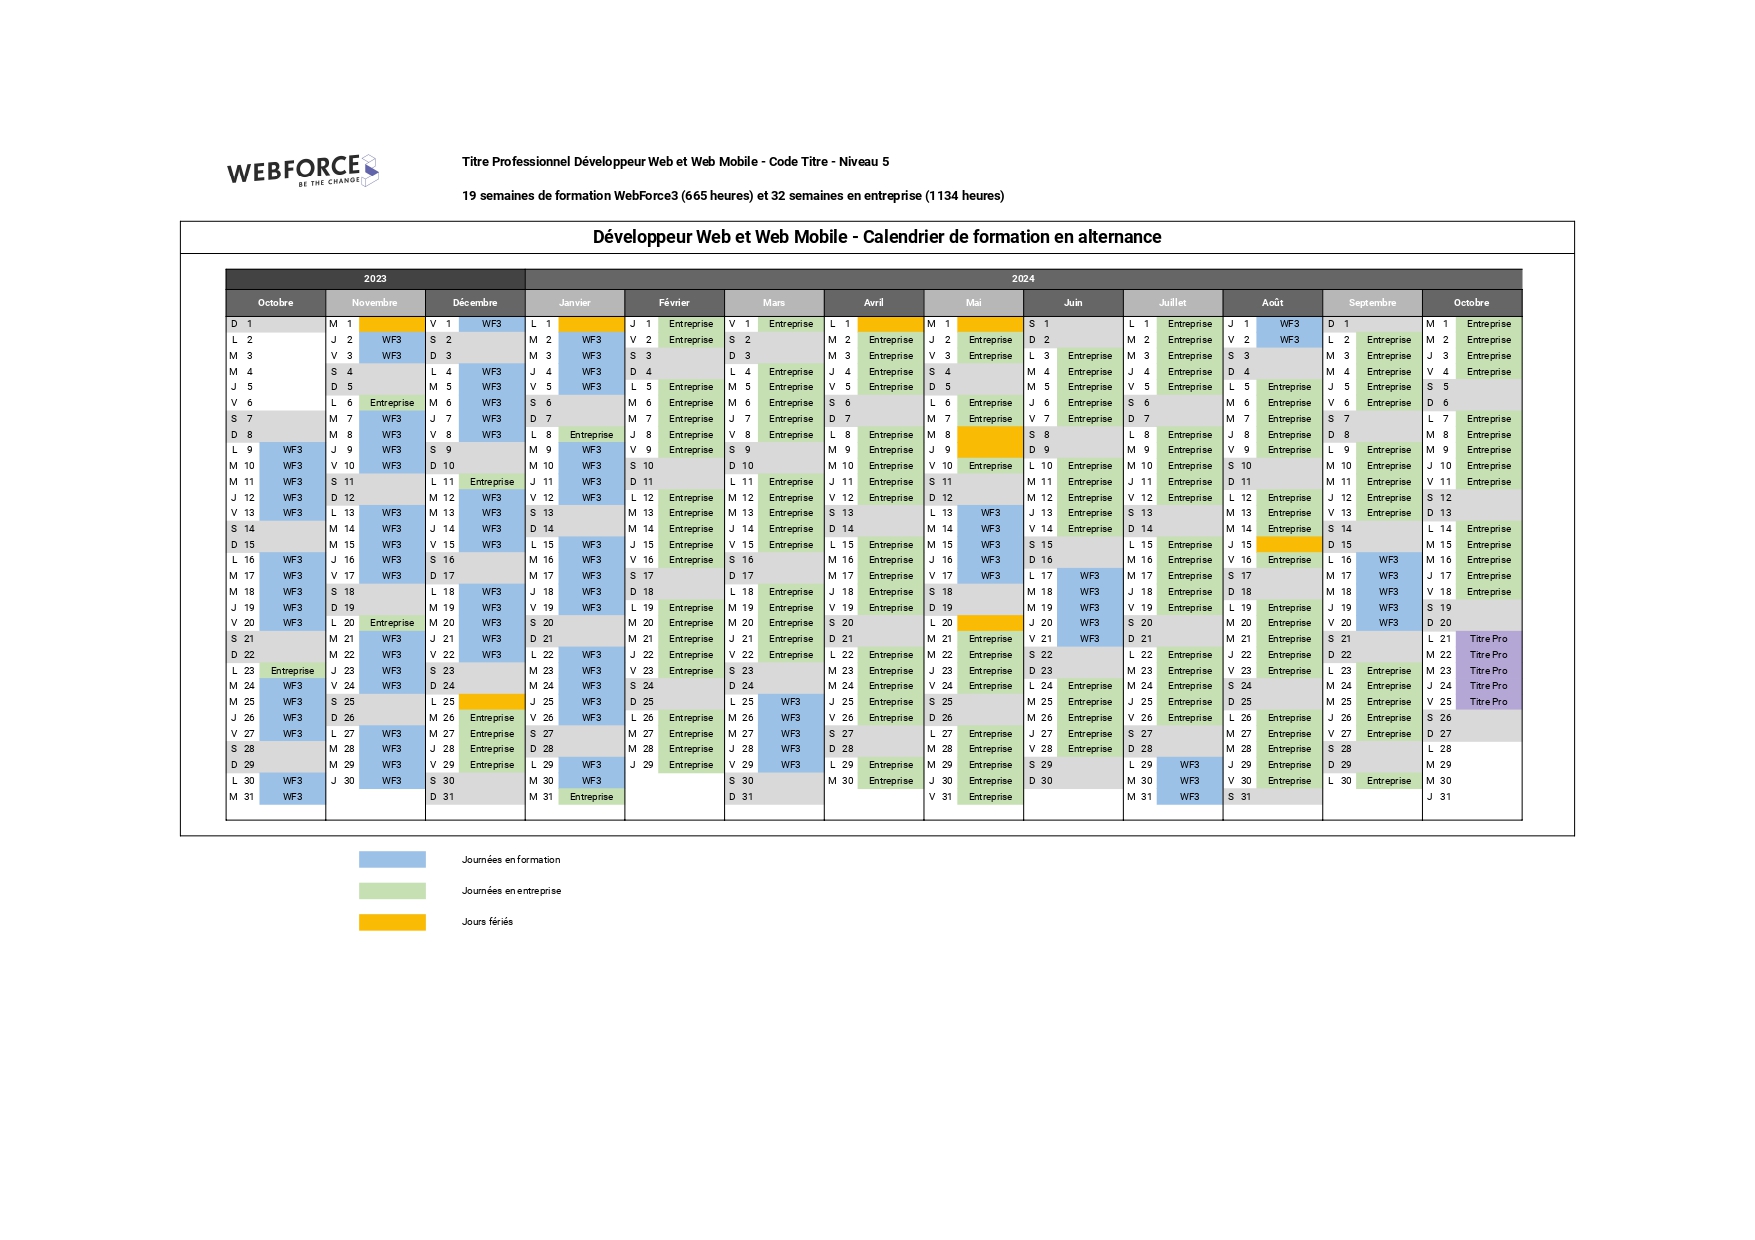 WEBFORCE
BE THE CHANGE
Titre Professionnel Développeur Web et Web Mobile - Code Titre - Niveau 5
19 semaines de formation WebForce3 (665 heures) et 32 semaines en entreprise (1134 heures)
Développeur Web et Web Mobile - Calendrier de formation en alternance
2023 2024
Octobre Novembre Décembre Janvier Février Mars Avril Mai Juin Juillet Août Septembre Octobre
D 1 M 1 V 1 WF3 L 1 J 1 Entreprise V 1 Entreprise L 1 M 1 S 1 L 1 Entreprise J 1 WF3 D 1 M 1 Entreprise
L 2 J 2 WF3 S 2 M 2 WF3 V 2 Entreprise S 2 M 2 Entreprise J 2 Entreprise D 2 M 2 Entreprise V 2 WF3 L 2 Entreprise M 2 Entreprise
M 3 V 3 WF3 D 3 M 3 WF3 S 3 D 3 M 3 Entreprise V 3 Entreprise L 3 Entreprise M 3 Entreprise S 3 M 3 Entreprise J 3 Entreprise
M 4 S 4 L 4 WF3 J 4 WF3 D 4 L 4 Entreprise J 4 Entreprise S 4 M 4 Entreprise J 4 Entreprise D 4 M 4 Entreprise V 4 Entreprise
J 5 D 5 M 5 WF3 V 5 WF3 L 5 Entreprise M 5 Entreprise V 5 Entreprise D 5 M 5 Entreprise V 5 Entreprise L 5 Entreprise J 5 Entreprise S 5
V 6 L 6 Entreprise M 6 WF3 S 6 M 6 Entreprise M 6 Entreprise S 6 L 6 Entreprise J 6 Entreprise S 6 M 6 Entreprise V 6 Entreprise D 6
S 7 M 7 WF3 J 7 WF3 D 7 M 7 Entreprise J 7 Entreprise D 7 M 7 Entreprise V 7 Entreprise D 7 M 7 Entreprise S 7 L 7 Entreprise
D 8 M 8 WF3 V 8 WF3 L 8 Entreprise J 8 Entreprise V 8 Entreprise L 8 Entreprise M 8 S 8 L 8 Entreprise J 8 Entreprise D 8 M 8 Entreprise
L 9 WF3 J 9 WF3 S 9 M 9 WF3 V 9 Entreprise S 9 M 9 Entreprise J 9 D 9 M 9 Entreprise V 9 Entreprise L 9 Entreprise M 9 Entreprise
M 10 WF3 V 10 WF3 D 10 M 10 WF3 S 10 D 10 M 10 Entreprise V 10 Entreprise L 10 Entreprise M 10 Entreprise S 10 M 10 Entreprise J 10 Entreprise
M 11 WF3 S 11 L 11 Entreprise J 11 WF3 D 11 L 11 Entreprise J 11 Entreprise S 11 M 11 Entreprise J 11 Entreprise D 11 M 11 Entreprise V 11 Entreprise
J 12 WF3 D 12 M 12 WF3 V 12 WF3 L 12 Entreprise M 12 Entreprise V 12 Entreprise D 12 M 12 Entreprise V 12 Entreprise L 12 Entreprise J 12 Entreprise S 12
V 13 WF3 L 13 WF3 M 13 WF3 S 13 M 13 Entreprise M 13 Entreprise S 13 L 13 WF3 J 13 Entreprise S 13 M 13 Entreprise V 13 Entreprise D 13
S 14 M 14 WF3 J 14 WF3 D 14 M 14 Entreprise J 14 Entreprise D 14 M 14 WF3 V 14 Entreprise D 14 M 14 Entreprise S 14 L 14 Entreprise
D 15 M 15 WF3 V 15 WF3 L 15 WF3 J 15 Entreprise V 15 Entreprise L 15 Entreprise M 15 WF3 S 15 L 15 Entreprise J 15 D 15 M 15 Entreprise
L 16 WF3 J 16 WF3 S 16 M 16 WF3 V 16 Entreprise S 16 M 16 Entreprise J 16 WF3 D 16 M 16 Entreprise V 16 Entreprise L 16 WF3 M 16 Entreprise
M 17 WF3 V 17 WF3 D 17 M 17 WF3 S 17 D 17 M 17 Entreprise V 17 WF3 L 17 WF3 M 17 Entreprise S 17 M 17 WF3 J 17 Entreprise
M 18 WF3 S 18 L 18 WF3 J 18 WF3 D 18 L 18 Entreprise J 18 Entreprise S 18 M 18 WF3 J 18 Entreprise D 18 M 18 WF3 V 18 Entreprise
J 19 WF3 D 19 M 19 WF3 V 19 WF3 L 19 Entreprise M 19 Entreprise V 19 Entreprise D 19 M 19 WF3 V 19 Entreprise L 19 Entreprise J 19 WF3 S 19
V 20 WF3 L 20 Entreprise M 20 WF3 S 20 M 20 Entreprise M 20 Entreprise S 20 L 20 J 20 WF3 S 20 M 20 Entreprise V 20 WF3 D 20
S 21 M 21 WF3 J 21 WF3 D 21 M 21 Entreprise J 21 Entreprise D 21 M 21 Entreprise V 21 WF3 D 21 M 21 Entreprise S 21 L 21 Titre Pro
D 22 M 22 WF3 V 22 WF3 L 22 WF3 J 22 Entreprise V 22 Entreprise L 22 Entreprise M 22 Entreprise S 22 L 22 Entreprise J 22 Entreprise D 22 M 22 Titre Pro
L 23 Entreprise J 23 WF3 S 23 M 23 WF3 V 23 Entreprise S 23 M 23 Entreprise J 23 Entreprise D 23 M 23 Entreprise V 23 Entreprise L 23 Entreprise M 23 Titre Pro
M 24 WF3 V 24 WF3 D 24 M 24 WF3 S 24 D 24 M 24 Entreprise V 24 Entreprise L 24 Entreprise M 24 Entreprise S 24 M 24 Entreprise J 24 Titre Pro
M 25 WF3 S 25 L 25 J 25 WF3 D 25 L 25 WF3 J 25 Entreprise S 25 M 25 Entreprise J 25 Entreprise D 25 M 25 Entreprise V 25 Titre Pro
J 26 WF3 D 26 M 26 Entreprise V 26 WF3 L 26 Entreprise M 26 WF3 V 26 Entreprise D 26 M 26 Entreprise V 26 Entreprise L 26 Entreprise J 26 Entreprise S 26
V 27 WF3 L 27 WF3 M 27 Entreprise S 27 M 27 Entreprise M 27 WF3 S 27 L 27 Entreprise J 27 Entreprise S 27 M 27 Entreprise V 27 Entreprise D 27
S 28 M 28 WF3 J 28 Entreprise D 28 M 28 Entreprise J 28 WF3 D 28 M 28 Entreprise V 28 Entreprise D 28 M 28 Entreprise S 28 L 28
D 29 M 29 WF3 V 29 Entreprise L 29 WF3 J 29 Entreprise V 29 WF3 L 29 Entreprise M 29 Entreprise S 29 L 29 WF3 J 29 Entreprise D 29 M 29
L 30 WF3 J 30 WF3 S 30 M 30 WF3 S 30 M 30 Entreprise J 30 Entreprise D 30 M 30 WF3 V 30 Entreprise L 30 Entreprise M 30
M 31 WF3 D 31 M 31 Entreprise D 31 V 31 Entreprise M 31 WF3 S 31 J 31
Journées en formation
Journées en entreprise
Jours fériés